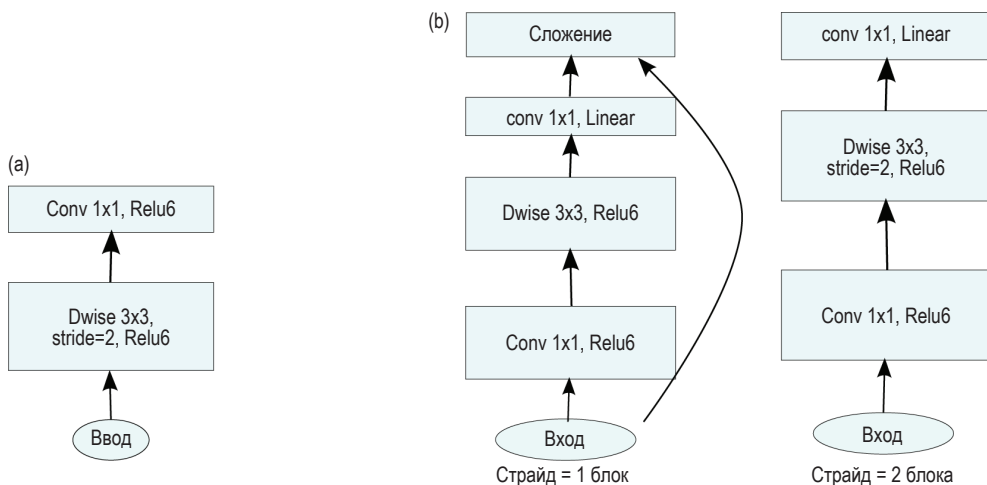 (a)
Conv 1x1, Relu6
Dwise 3x3,
stride=2, Relu6
Ввод
(b)
Сложение
conv 1x1, Linear
Dwise 3x3, Relu6
Conv 1x1, Relu6
Вход
Страйд = 1 блок
conv 1x1, Linear
Dwise 3x3,
stride=2, Relu6
Conv 1x1, Relu6
Вход
Страйд = 2 блока